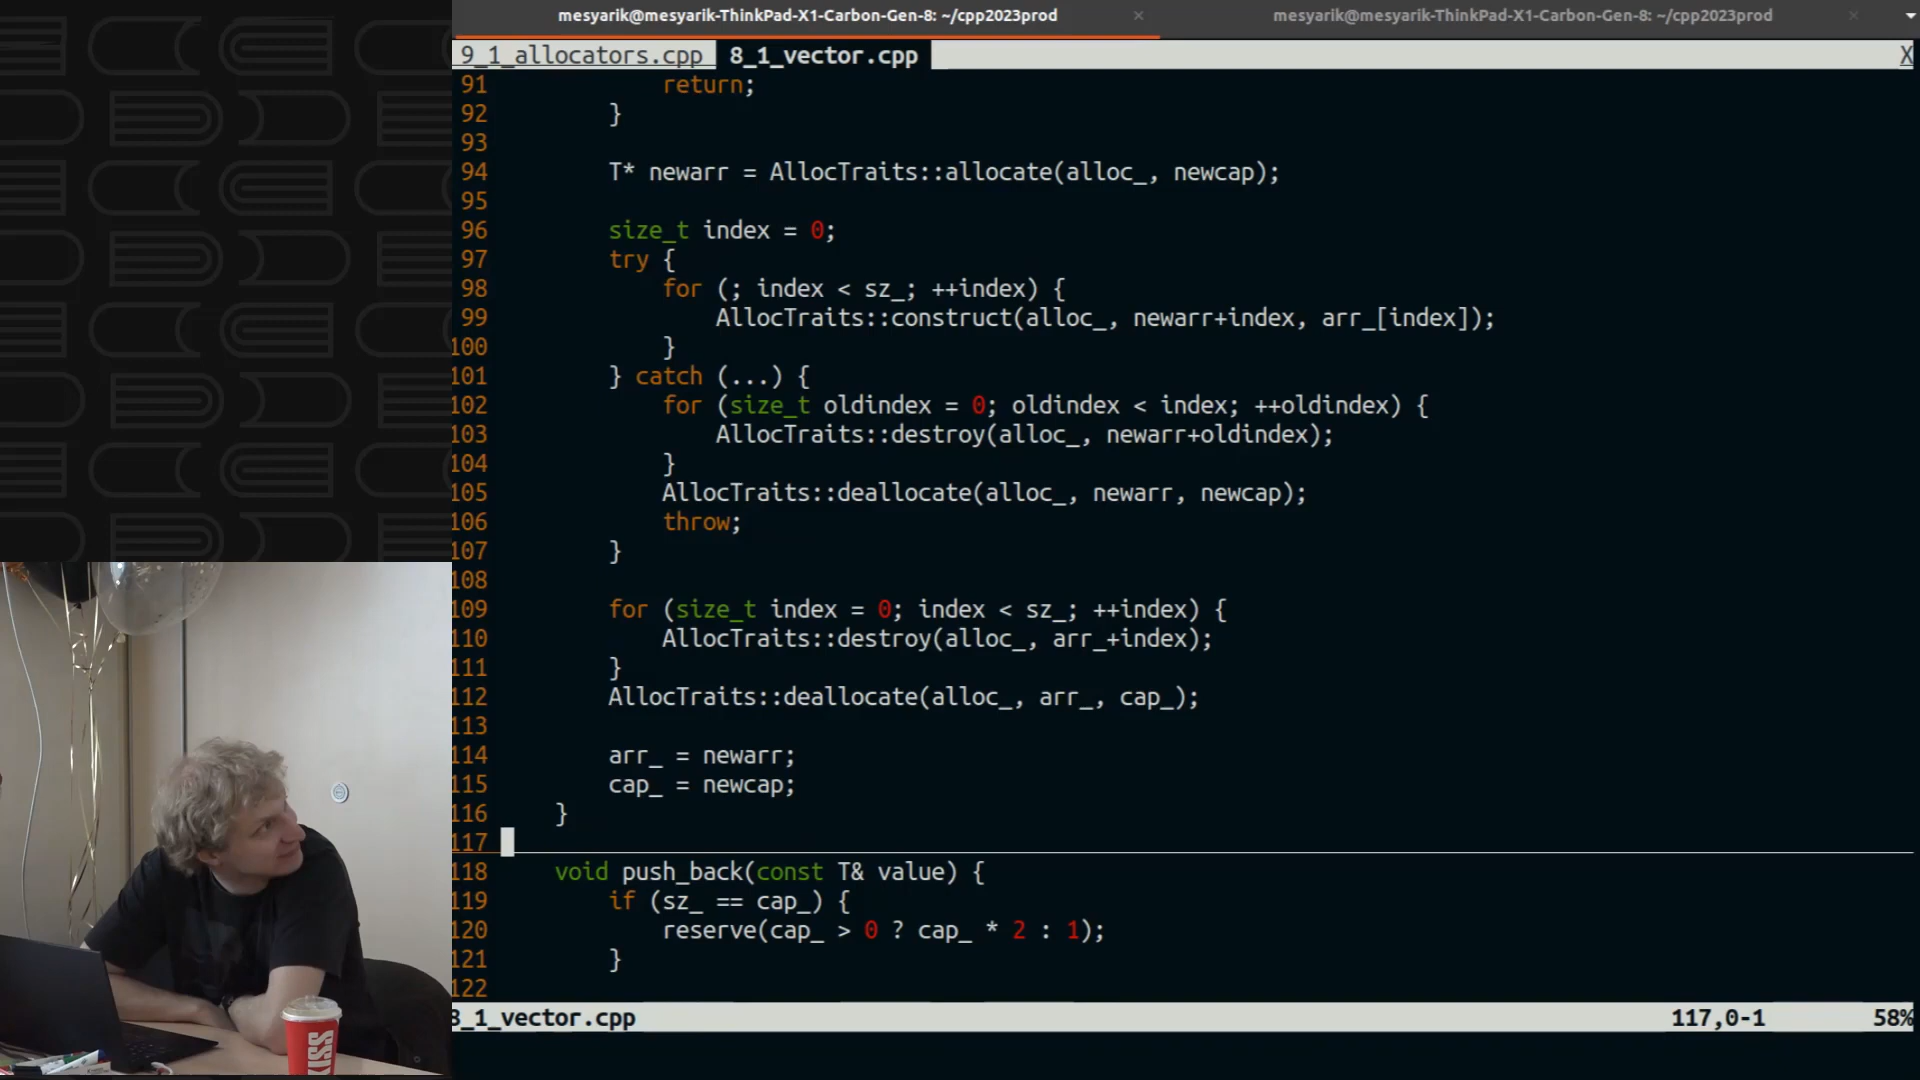 mesyarik@mesyarik-ThinkPad-X1-Carbon-Gen-8: ~/cpp2023prod × mesyarik@mesyarik-ThinkPad-X1-Carbon-Gen-8: ~/cpp2023prod ×
9_1_allocators.cpp 8_1_vector.cpp X
91 return;
92 }
93
94 T* newarr = AllocTraits::allocate(alloc_, newcap);
95
96 size_t index = 0;
97 try {
98 for (; index < sz_; ++index) {
99 AllocTraits::construct(alloc_, newarr+index, arr_[index]);
100 }
101 } catch (...) {
102 for (size_t oldindex = 0; oldindex < index; ++oldindex) {
103 AllocTraits::destroy(alloc_, newarr+oldindex);
104 }
105 AllocTraits::deallocate(alloc_, newarr, newcap);
106 throw;
107 }
108
109 for (size_t index = 0; index < sz_; ++index) {
110 AllocTraits::destroy(alloc_, arr_+index);
111 }
112 AllocTraits::deallocate(alloc_, arr_, cap_);
113
114 arr_ = newarr;
115 cap_ = newcap;
116 }
117
118 void push_back(const T& value) {
119 if (sz_ == cap_) {
120 reserve(cap_ > 0 ? cap_ * 2 : 1);
121 }
122
8_1_vector.cpp 117,0-1 58%
KISS